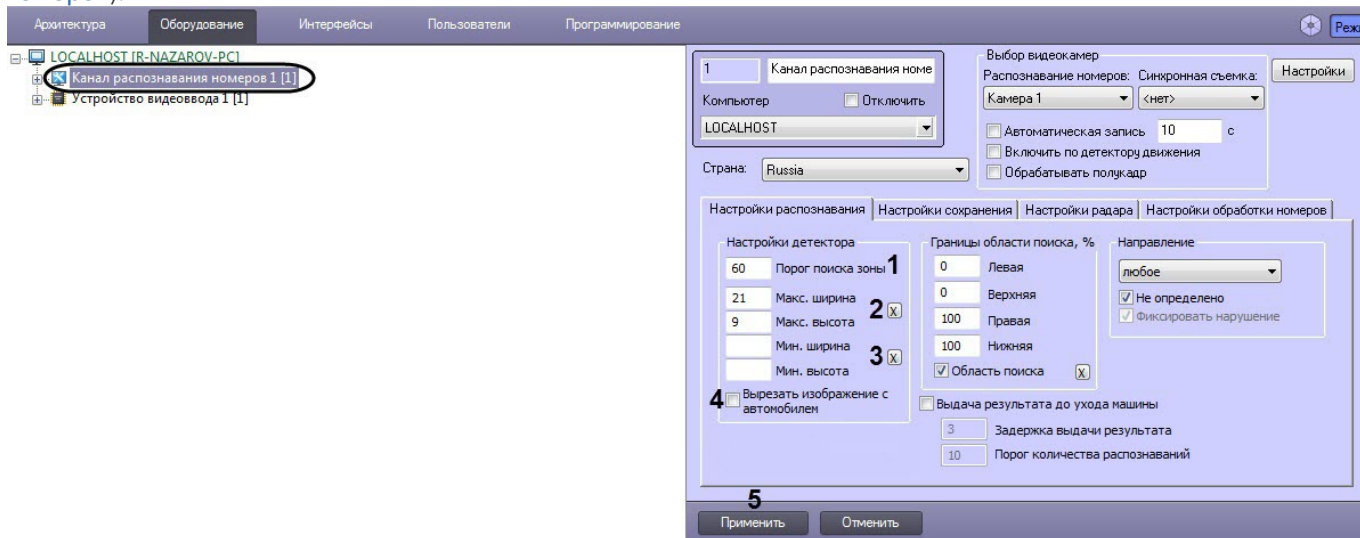 Архитектура Оборудование Интерфейсы Пользователи Программирование
LOCALHOST [R-NAZAROV-PC]
Канал распознавания номеров 1 [1]
Устройство видеоввода 1 [1]
1 Канал распознавания номе
Компьютер Отключить
LOCALHOST
Страна: Russia
Выбор видеокамер
Распознавание номеров: Синхронная съемка:
Камера 1 <нет>
Автоматическая запись 10 с
Включить по детектору движения
Обрабатывать полукадр
Настройки
Настройки распознавания Настройки сохранения Настройки радара Настройки обработки номеров
Настройки детектора
60 Порог поиска зоны 1
21 Макс. ширина
2 X
9 Макс. высота
Мин. ширина
3 X
Мин. высота
4 Вырезать изображение с
автомобилем
Границы области поиска, %
0 Левая
0 Верхняя
100 Правая
100 Нижняя
Область поиска X
Направление
любое
Не определено
Фиксировать нарушение
Выдача результата до ухода машины
3 Задержка выдачи результата
10 Порог количества распознаваний
5
Применить Отменить